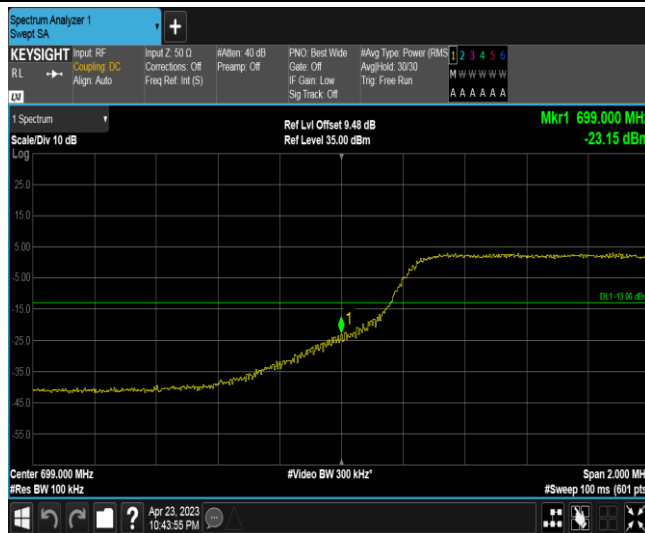 Spectrum Analyzer 1
Swept SA
+
KEYSIGHT
RL
Input: RF
Coupling: DC
Align: Auto
Input Z: 50 Ω
Corrections: Off
Freq Ref: Int (S)
#Atten: 40 dB
Preamp: Off
PNO: Best Wide
Gate: Off
IF Gain: Low
Sig Track: Off
#Avg Type: Power (RMS
Avg|Hold: 30/30
Trig: Free Run
1 2 3 4 5 6
M W W W W W
A A A A A A
1 Spectrum
Scale/Div 10 dB
Ref Lvl Offset 9.48 dB
Ref Level 35.00 dBm
Mkr1 699.000 MHz
-23.15 dBm
Log
25.0
15.0
5.00
-5.00
-15.0
-25.0
-35.0
-45.0
-55.0
DL1 -13.00 dBm
1
Center 699.000 MHz
#Res BW 100 kHz
#Video BW 300 kHz*
Span 2.000 MHz
#Sweep 100 ms (601 pts)
?
Apr 23, 2023
10:43:55 PM